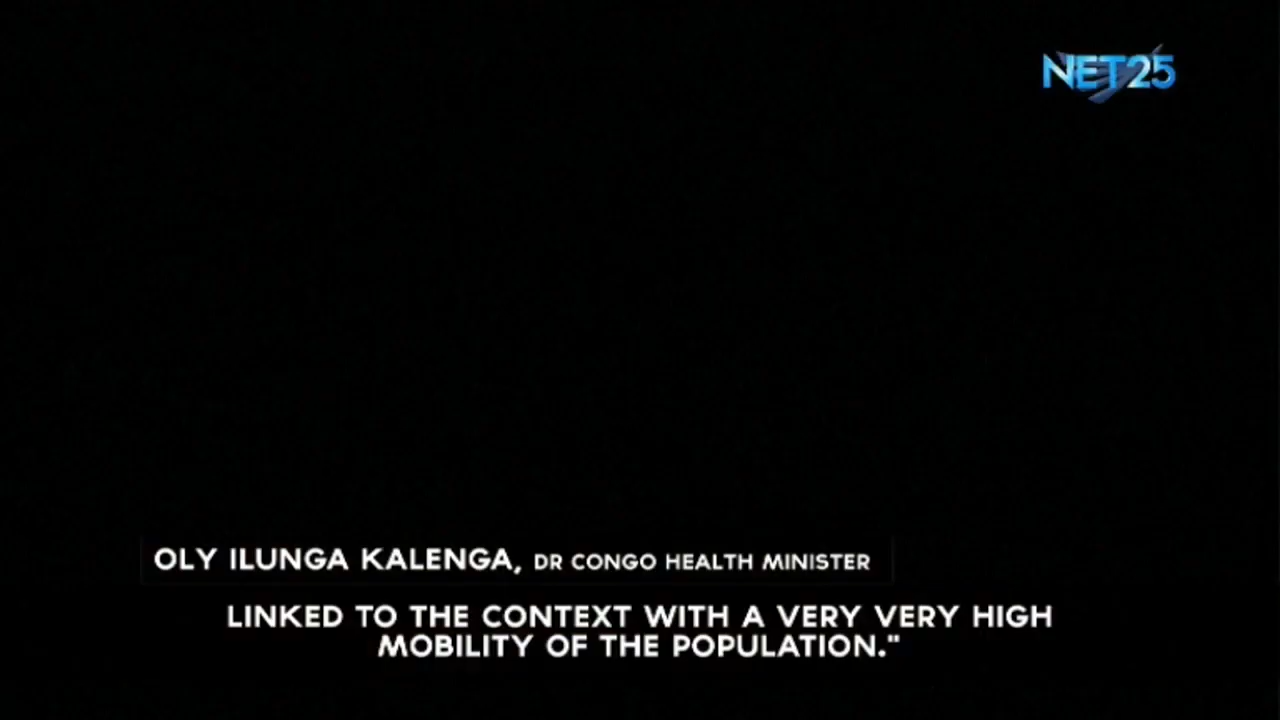 NET25
OLY ILUNGA KALENGA, DR CONGO HEALTH MINISTER
LINKED TO THE CONTEXT WITH A VERY VERY HIGH
MOBILITY OF THE POPULATION."